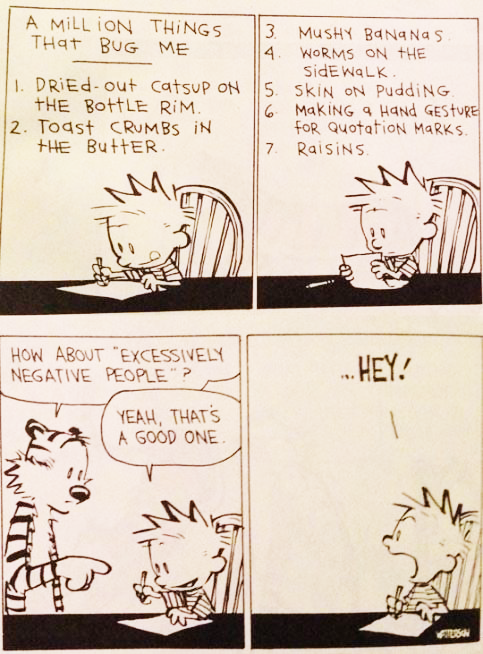 A MILLION THINGS
THAT BUG ME
1. DRIED-OUT CATSUP ON
THE BOTTLE RIM.
2. TOAST CRUMBS IN
THE BUTTER.
3. MUSHY BANANAS.
4. WORMS ON THE
SIDEWALK.
5. SKIN ON PUDDING.
6. MAKING A HAND GESTURE
FOR QUOTATION MARKS.
7. RAISINS.
HOW ABOUT "EXCESSIVELY
NEGATIVE PEOPLE"?
YEAH, THAT'S
A GOOD ONE.
...HEY!
WATTERSON